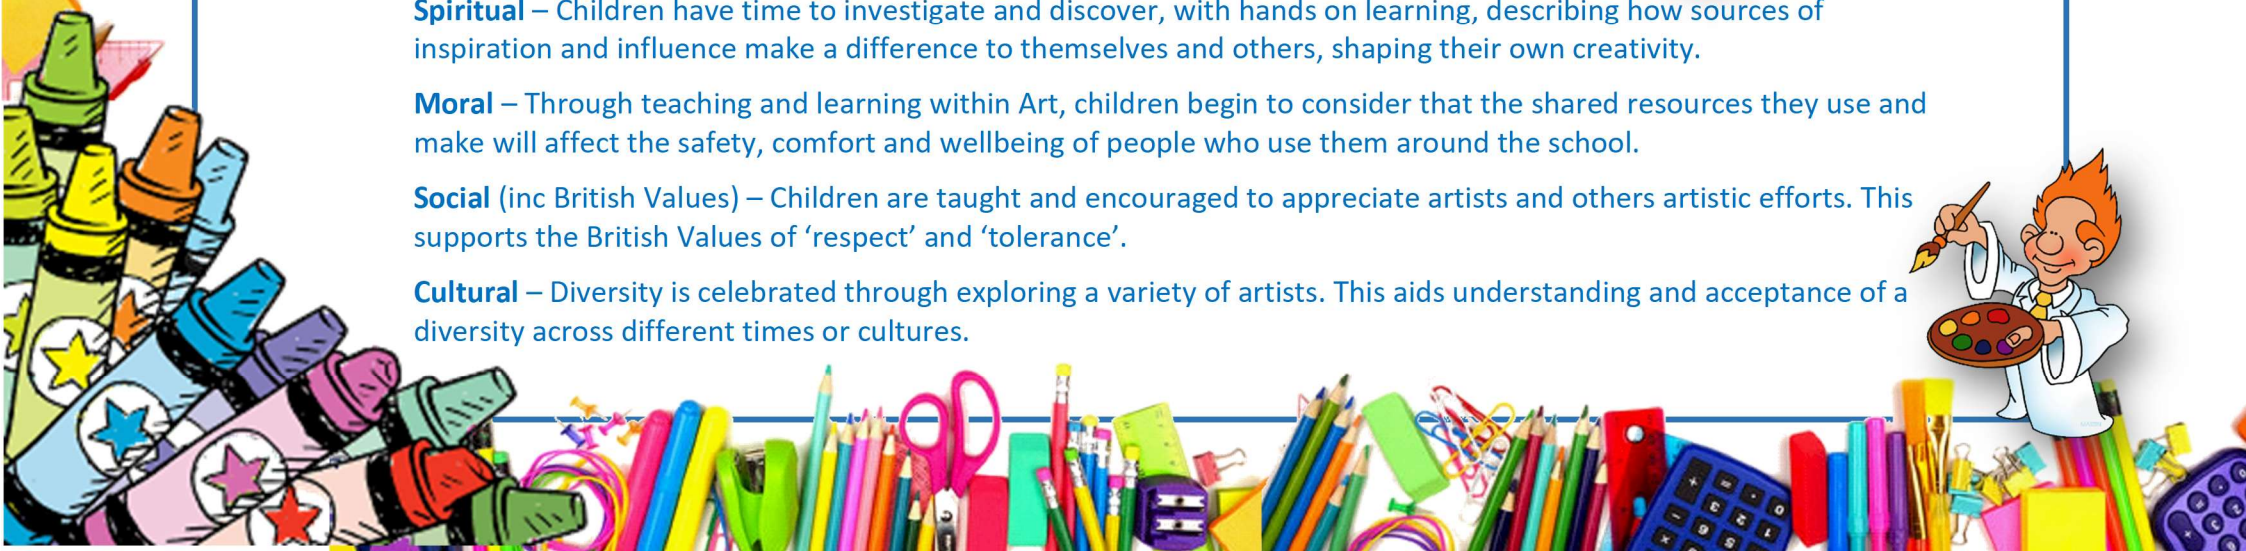 Spiritual – Children have time to investigate and discover, with hands on learning, describing how sources of
inspiration and influence make a difference to themselves and others, shaping their own creativity.
Moral – Through teaching and learning within Art, children begin to consider that the shared resources they use and
make will affect the safety, comfort and wellbeing of people who use them around the school.
Social (inc British Values) – Children are taught and encouraged to appreciate artists and others artistic efforts. This
supports the British Values of ‘respect’ and ‘tolerance’.
Cultural – Diversity is celebrated through exploring a variety of artists. This aids understanding and acceptance of a
diversity across different times or cultures.